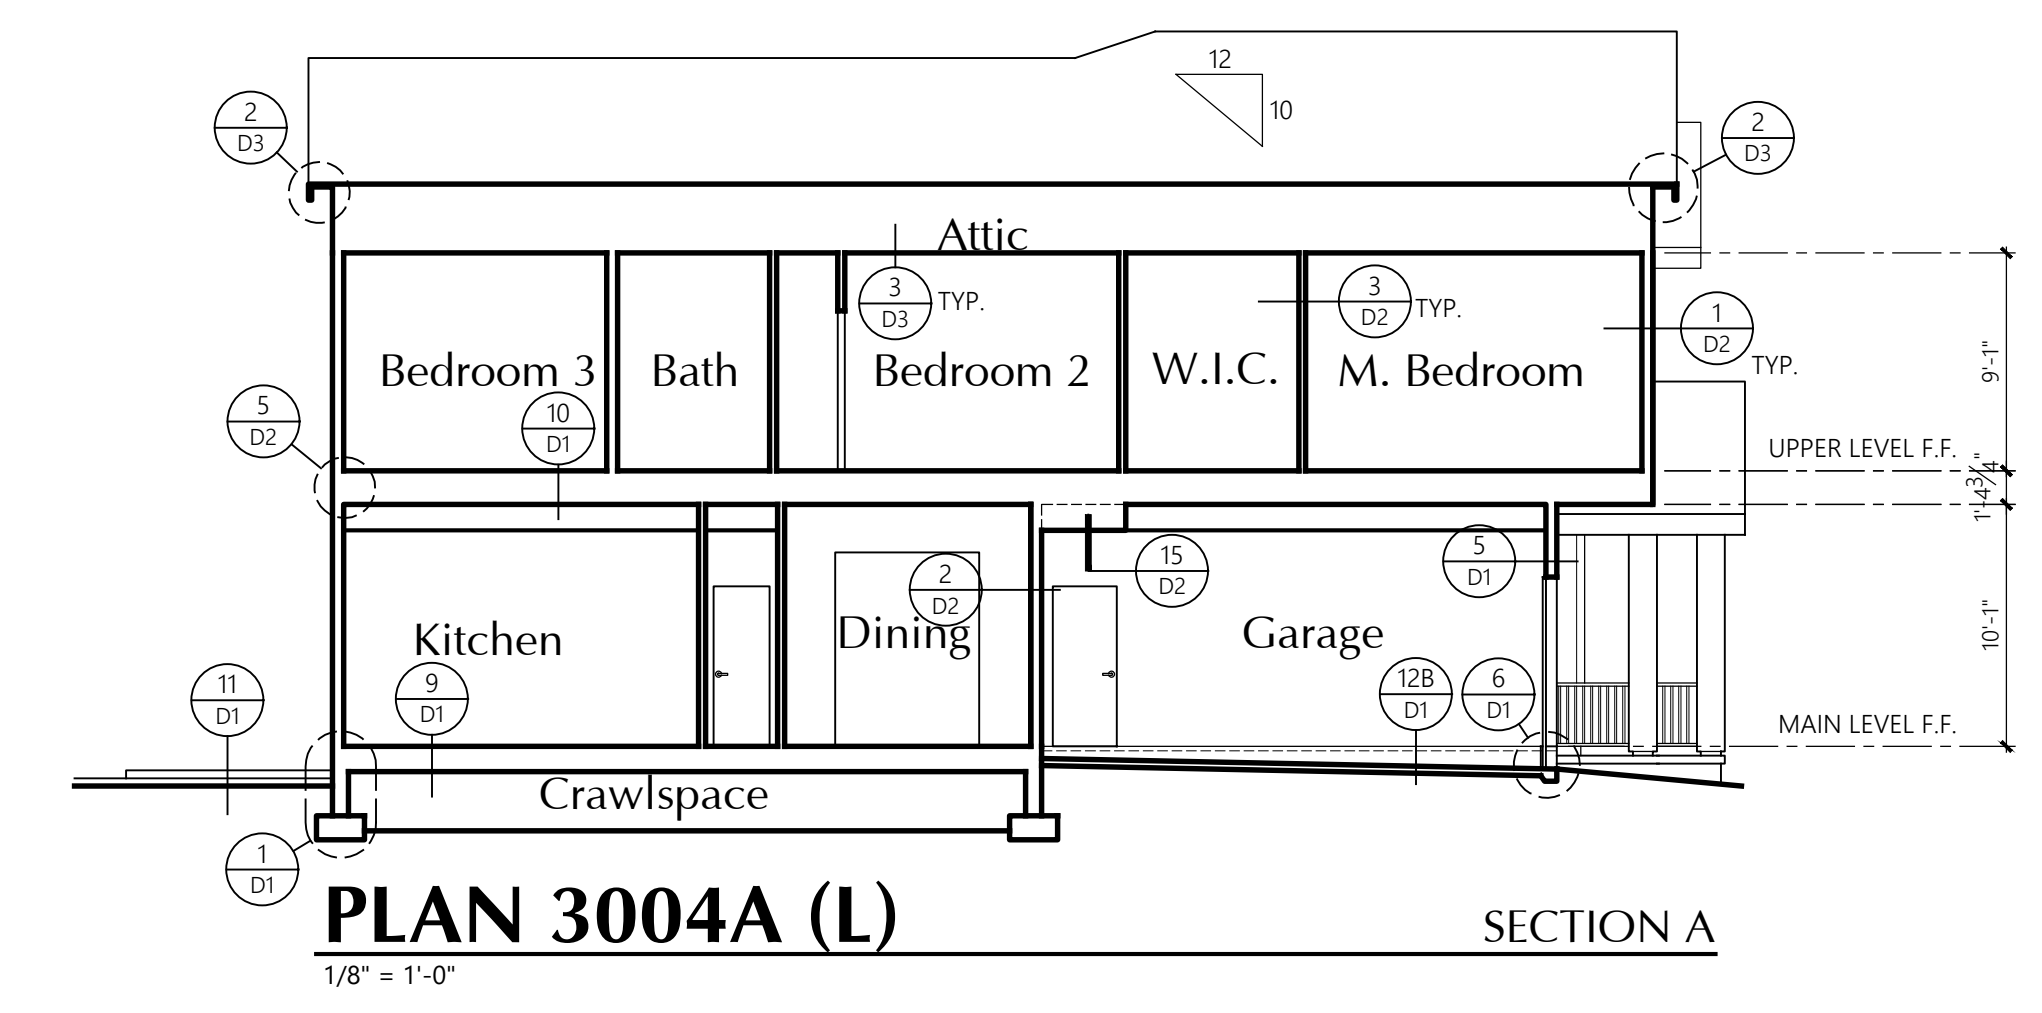 12
10
2
D3
2
D3
Attic
3
D3
TYP.
3
D2
TYP.
1
D2
TYP.
9'-1"
Bedroom 3
Bath
Bedroom 2
W.I.C.
M. Bedroom
5
D2
10
D1
UPPER LEVEL F.F.
1'-4 3/4"
2
D2
15
D2
5
D1
Kitchen
Dining
Garage
10'-1"
11
D1
9
D1
12B
D1
6
D1
MAIN LEVEL F.F.
Crawlspace
1
D1
PLAN 3004A (L)
SECTION A
1/8" = 1'-0"